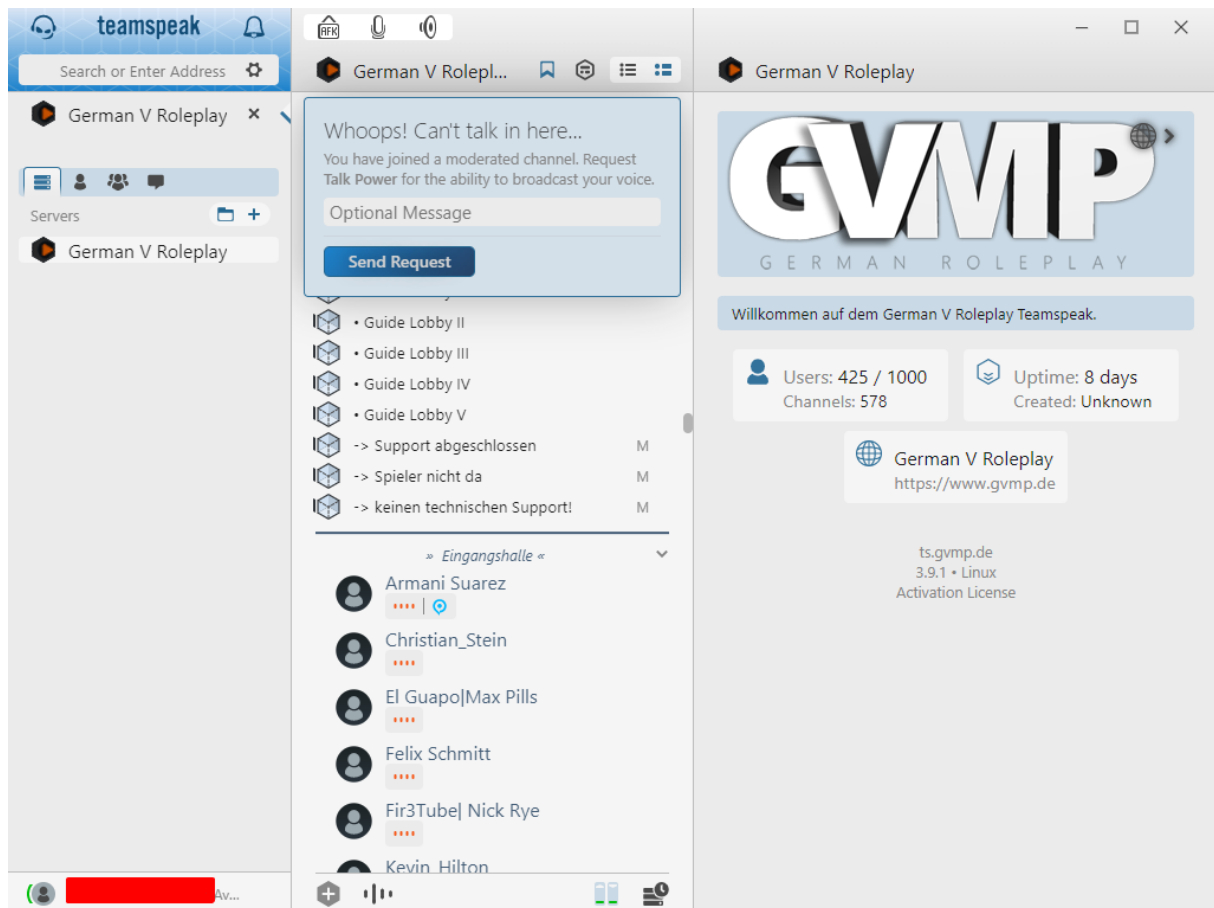 teamspeak
Search or Enter Address
German V Roleplay
Servers
German V Roleplay
Av...
AFK
German V Rolepl...
Whoops! Can't talk in here...
You have joined a moderated channel. Request
Talk Power for the ability to broadcast your voice.
Optional Message
Send Request
• Guide Lobby II
• Guide Lobby III
• Guide Lobby IV
• Guide Lobby V
-> Support abgeschlossen M
-> Spieler nicht da M
-> keinen technischen Support! M
» Eingangshalle «
Armani Suarez
Christian_Stein
El Guapo|Max Pills
Felix Schmitt
Fir3Tube| Nick Rye
Kevin_Hilton
German V Roleplay
GVMP
GERMAN ROLEPLAY
Willkommen auf dem German V Roleplay Teamspeak.
Users: 425 / 1000
Channels: 578
Uptime: 8 days
Created: Unknown
German V Roleplay
https://www.gvmp.de
ts.gvmp.de
3.9.1 • Linux
Activation License